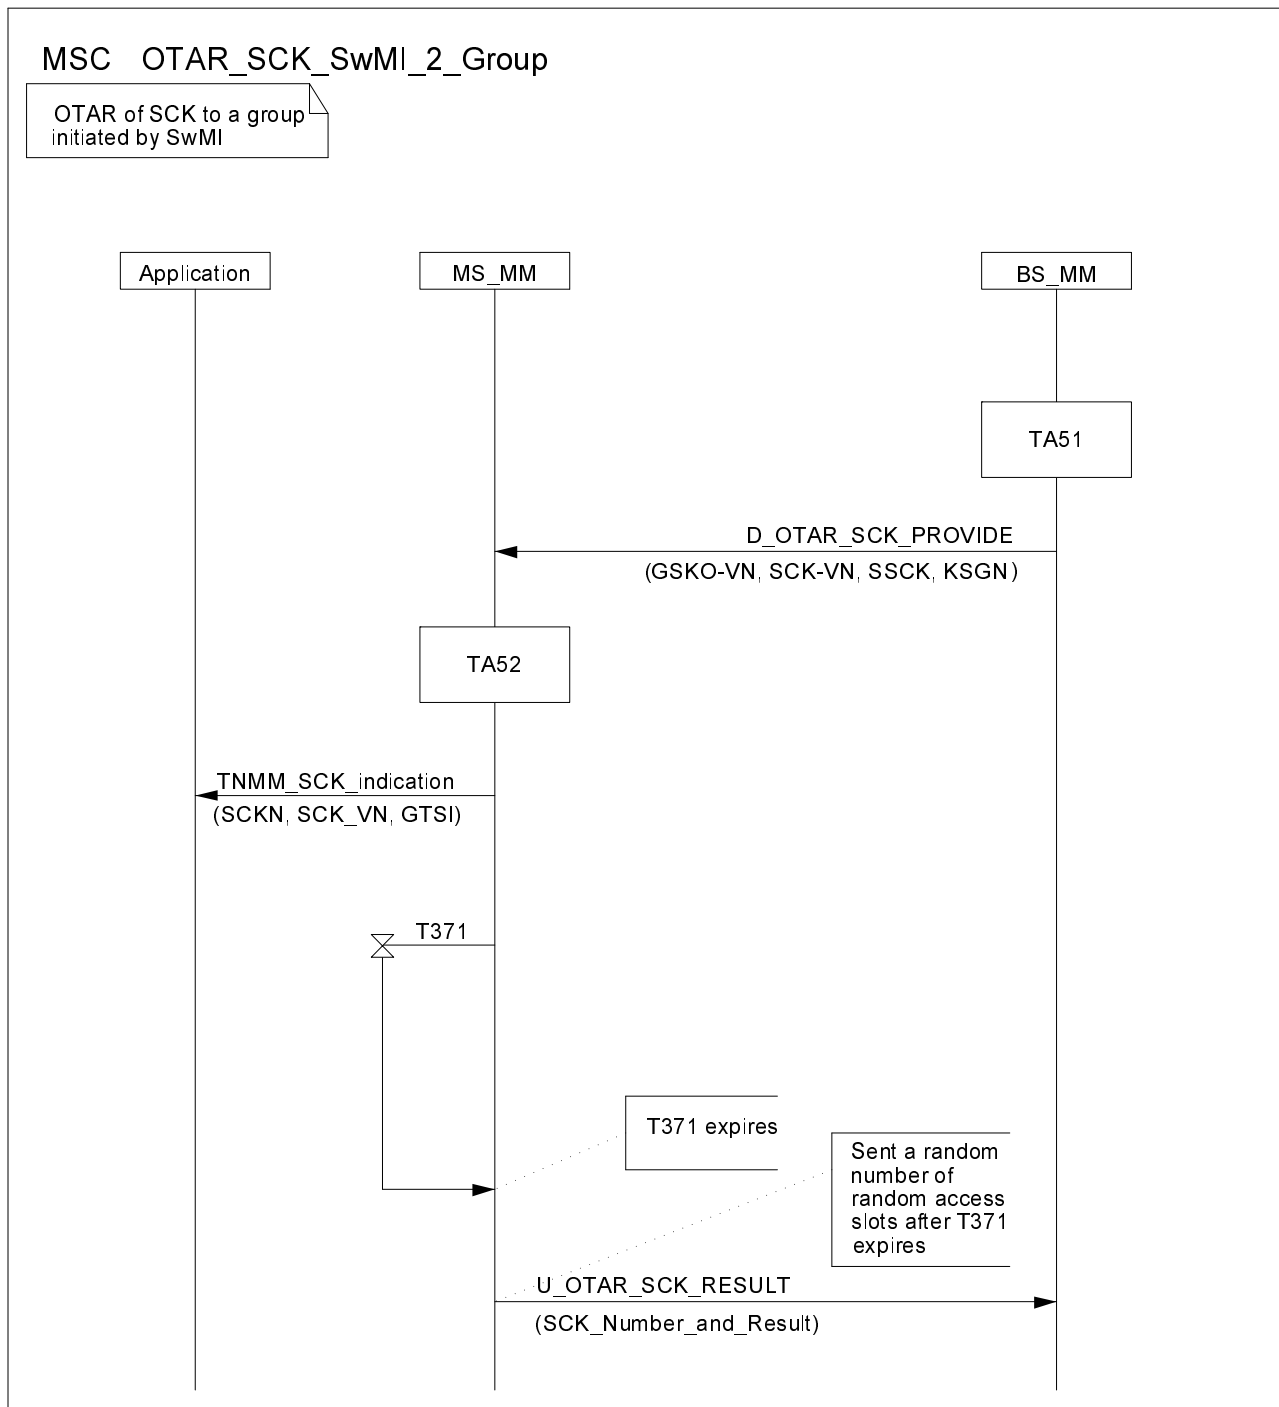 MSC OTAR_SCK_SwMI_2_Group
OTAR of SCK to a group
initiated by SwMI
Application
MS_MM
BS_MM
TA51
D_OTAR_SCK_PROVIDE
(GSKO-VN, SCK-VN, SSCK, KSGN)
TA52
TNMM_SCK_indication
(SCKN, SCK_VN, GTSI)
T371
T371 expires
Sent a random
number of
random access
slots after T371
expires
U_OTAR_SCK_RESULT
(SCK_Number_and_Result)